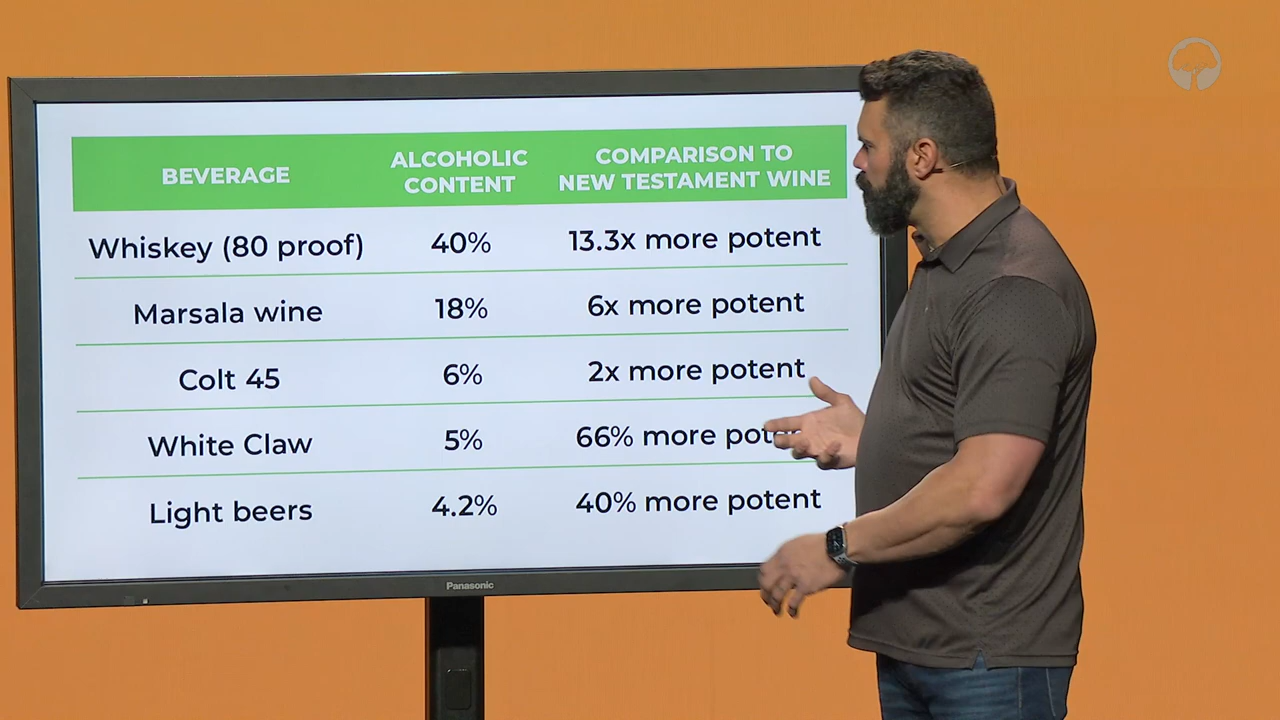 BEVERAGE
ALCOHOLIC
CONTENT
COMPARISON TO
NEW TESTAMENT WINE
Whiskey (80 proof) 40% 13.3x more potent
Marsala wine 18% 6x more potent
Colt 45 6% 2x more potent
White Claw 5% 66% more
Light beers 4.2% 40% more potent
Panasonic